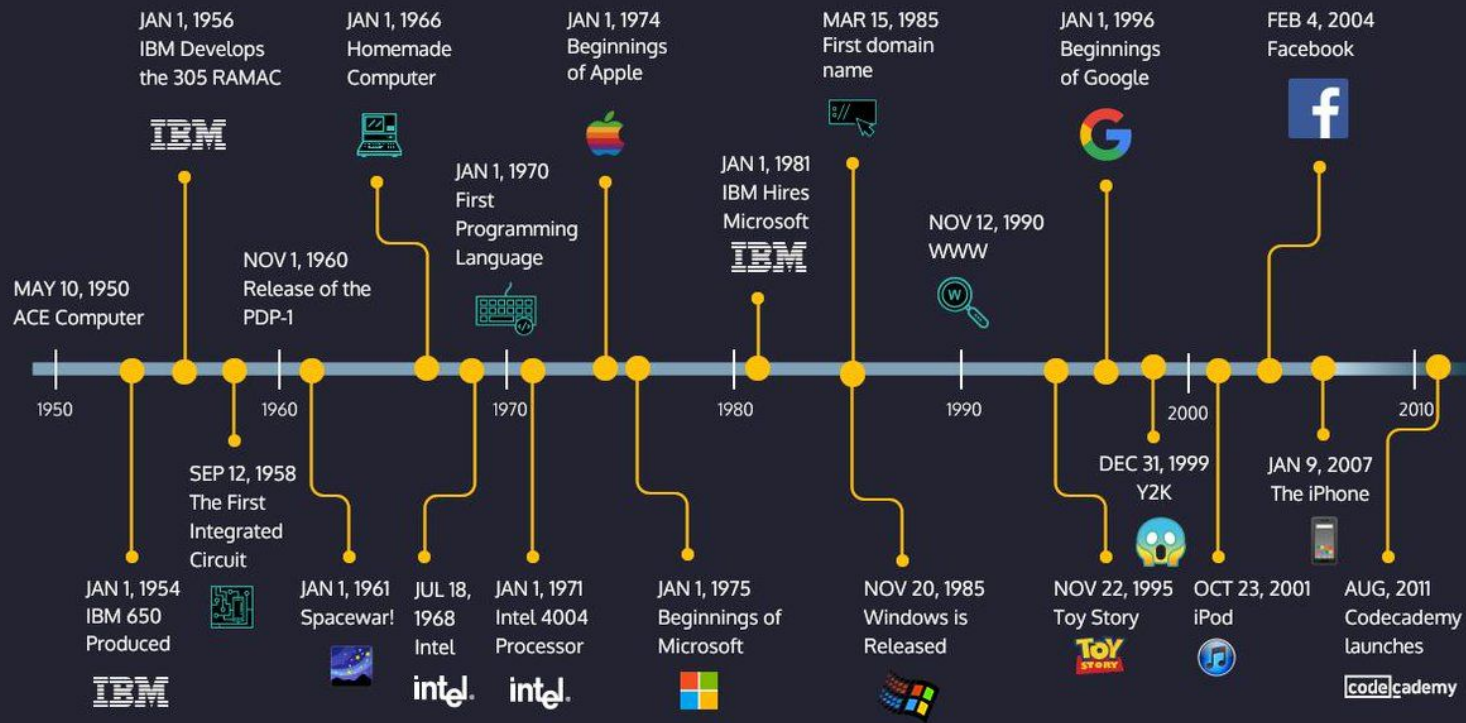 JAN 1, 1956
IBM Develops
the 305 RAMAC
IBM
JAN 1, 1966
Homemade
Computer
JAN 1, 1974
Beginnings
of Apple
MAR 15, 1985
First domain
name
://
JAN 1, 1996
Beginnings
of Google
G
FEB 4, 2004
Facebook
f
JAN 1, 1970
First
Programming
Language
</>
JAN 1, 1981
IBM Hires
Microsoft
IBM
NOV 12, 1990
WWW
W
NOV 1, 1960
Release of the
PDP-1
MAY 10, 1950
ACE Computer
1950
1960
1970
1980
1990
2000
2010
SEP 12, 1958
The First
Integrated
Circuit
DEC 31, 1999
Y2K
JAN 9, 2007
The iPhone
JAN 1, 1954
IBM 650
Produced
IBM
JAN 1, 1961
Spacewar!
JUL 18,
1968
Intel
intel.
JAN 1, 1971
Intel 4004
Processor
intel.
JAN 1, 1975
Beginnings of
Microsoft
NOV 20, 1985
Windows is
Released
NOV 22, 1995
Toy Story
TOY
STORY
OCT 23, 2001
iPod
AUG, 2011
Codecademy
launches
codecademy